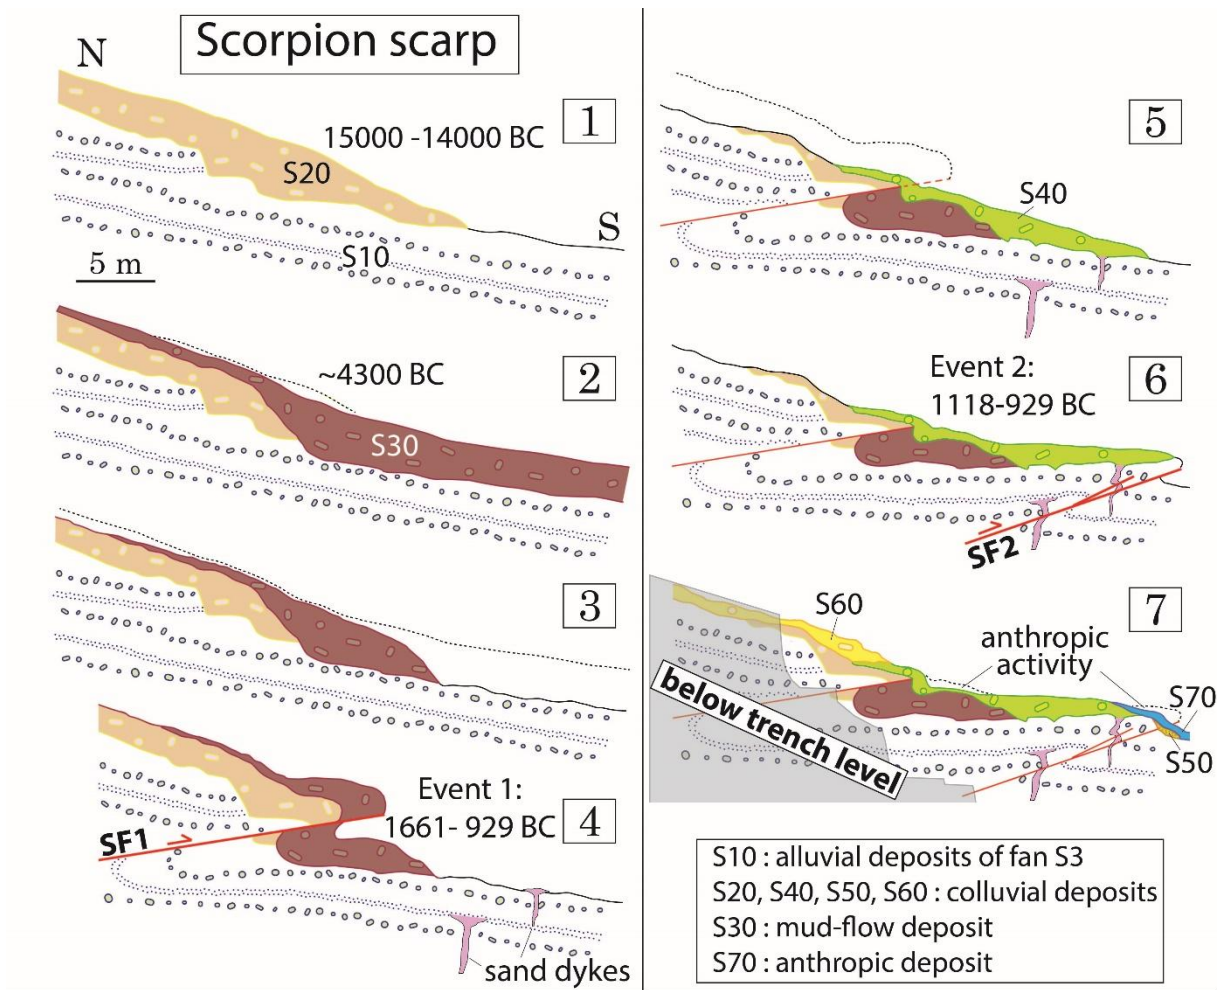 Scorpion scarp
N
1
15000 -14000 BC
S20
S
S10
5 m
2
~4300 BC
S30
3
4
Event 1:
1661- 929 BC
SF1
sand dykes
5
S40
6
Event 2:
1118-929 BC
SF2
7
S60
anthropic
activity
S70
S50
below trench level
S10 : alluvial deposits of fan S3
S20, S40, S50, S60 : colluvial deposits
S30 : mud-flow deposit
S70 : anthropic deposit